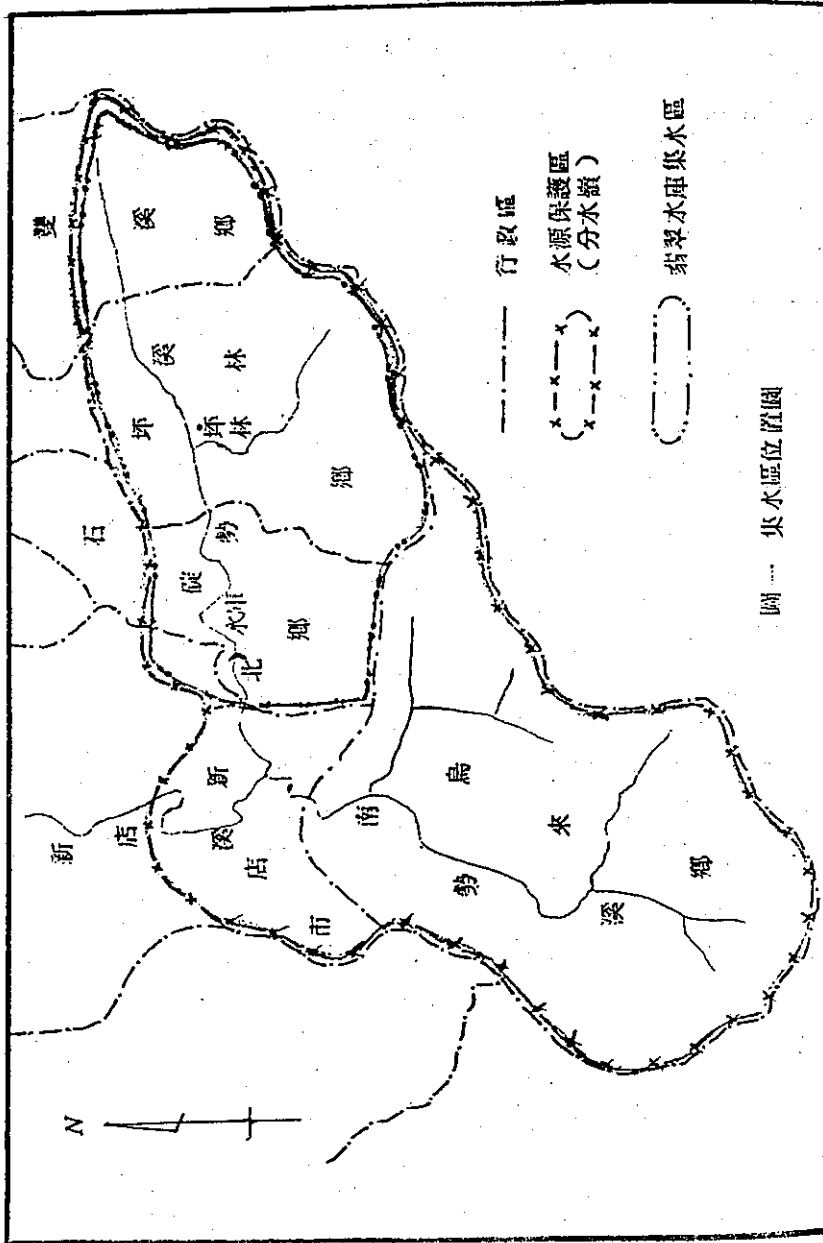 N
雙溪鄉
坪林鄉
坪林
石碇鄉
北勢溪
新店溪
新店市
南勢溪
烏來鄉
行政區
水源保護區
(分水嶺)
翡翠水庫集水區
圖一 集水區位置圖